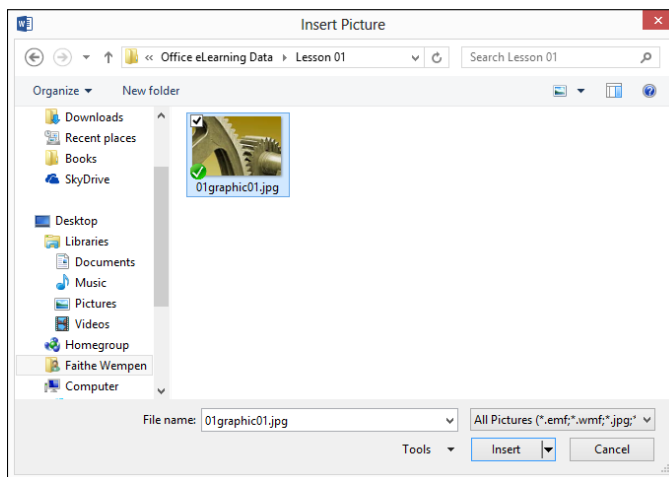 Insert Picture
« Office eLearning Data Lesson 01
Search Lesson 01
Organize
New folder
Downloads
Recent places
Books
SkyDrive
Desktop
Libraries
Documents
Music
Pictures
Videos
Homegroup
Faithe Wempen
Computer
01graphic01.jpg
File name: 01graphic01.jpg
All Pictures (*.emf;*.wmf;*.jpg;*
Tools
Insert
Cancel